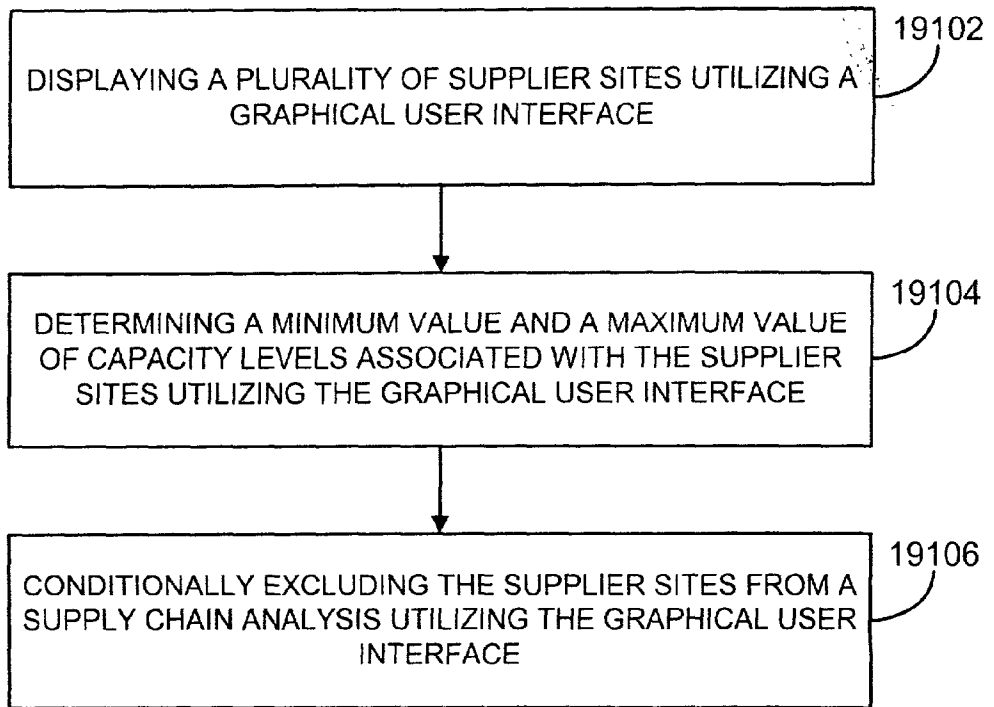 19102
DISPLAYING A PLURALITY OF SUPPLIER SITES UTILIZING A
GRAPHICAL USER INTERFACE
19104
DETERMINING A MINIMUM VALUE AND A MAXIMUM VALUE
OF CAPACITY LEVELS ASSOCIATED WITH THE SUPPLIER
SITES UTILIZING THE GRAPHICAL USER INTERFACE
19106
CONDITIONALLY EXCLUDING THE SUPPLIER SITES FROM A
SUPPLY CHAIN ANALYSIS UTILIZING THE GRAPHICAL USER
INTERFACE